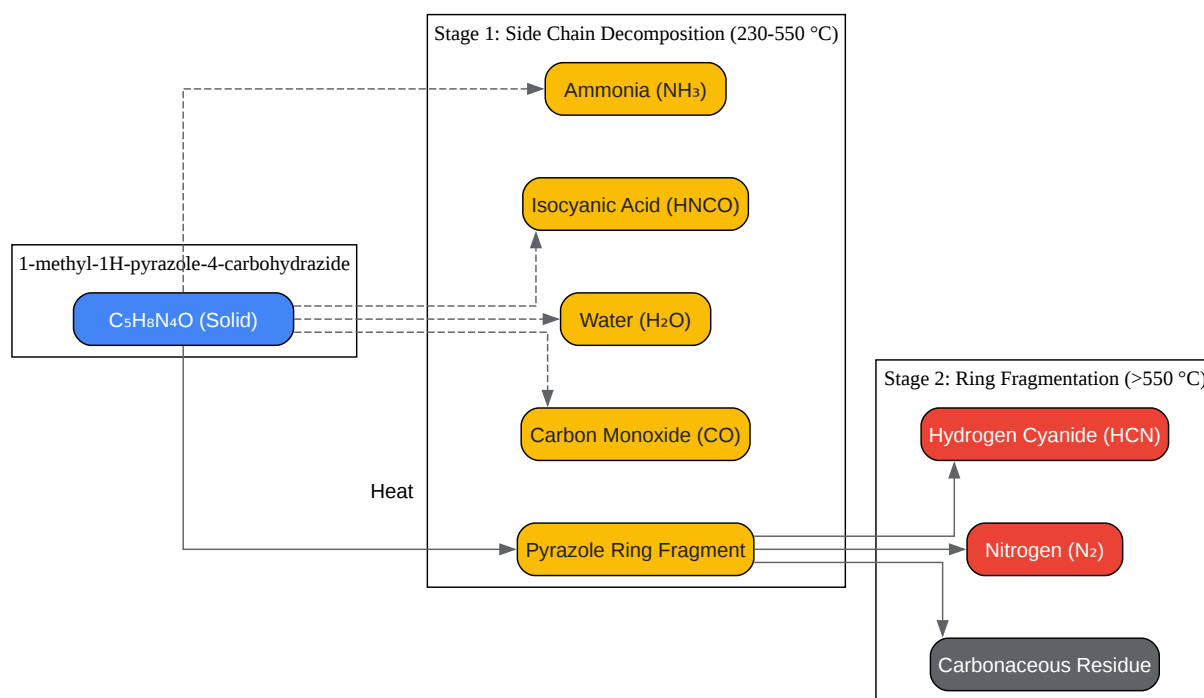 Stage 1: Side Chain Decomposition (230-550 °C)
Ammonia (NH₃)
Isocyanic Acid (HNCO)
1-methyl-1H-pyrazole-4-carbohydrazide
C₅H₈N₄O (Solid)
Water (H₂O)
Carbon Monoxide (CO)
Heat
Pyrazole Ring Fragment
Stage 2: Ring Fragmentation (>550 °C)
Hydrogen Cyanide (HCN)
Nitrogen (N₂)
Carbonaceous Residue